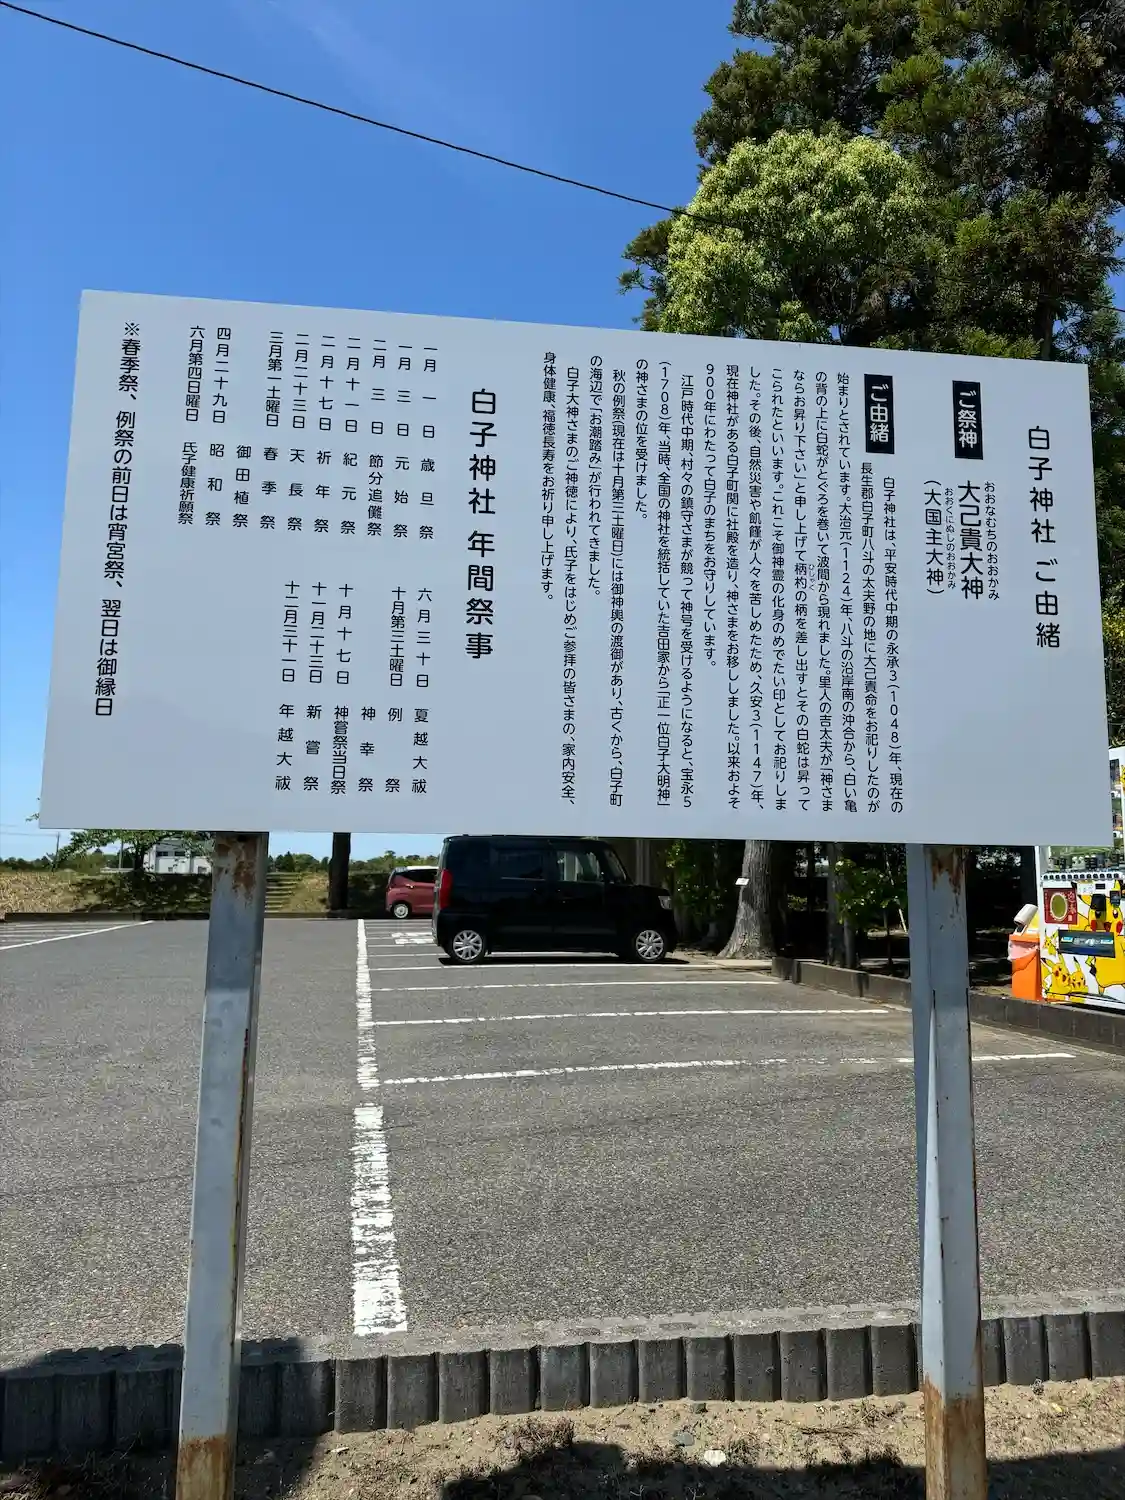 白子神社 ご由緒
ご祭神
おおなむちのおおかみ
大己貴大神
おおくにぬしのおおかみ
(大国主大神)
ご由緒
白子神社は、平安時代中期の永承3(1048)年、現在の
長生郡白子町八斗の太夫野の地に大己貴命をお祀りしたのが
始まりとされています。大治元(1124)年、八斗の沿岸南の沖合から、白い亀
の背の上に白蛇がとぐろを巻いて波間から現れました。里人の吉太夫が「神さま
ならお昇り下さい」と申し上げて柄杓の柄を差し出すとその白蛇は昇って
ひしゃく
こられたといいます。これこそ御神霊の化身のめでたい印としてお祀りしま
した。その後、自然災害や飢饉が人々を苦しめたため、久安3(1147)年、
現在神社がある白子町関に社殿を造り、神さまをお移ししました。以来およそ
900年にわたって白子のまちをお守りしています。
江戸時代中期、村々の鎮守さまが競って神号を受けるようになると、宝永5
(1708)年、当時、全国の神社を統括していた吉田家から「正一位白子大明神」
の神さまの位を受けました。
秋の例祭(現在は十月第三土曜日)には御神輿の渡御があり、古くから、白子町
の海辺で「お潮踏み」が行われてきました。
白子大神さまのご神徳により、氏子をはじめご参拝の皆さまの、家内安全、
身体健康、福徳長寿をお祈り申し上げます。
白子神社 年間祭事
一月一日 歳旦祭
一月三日 元始祭
二月三日 節分追儺祭
二月十一日 紀元祭
二月十七日 祈年祭
二月二十三日 天長祭
三月第一土曜日 春季祭
御田植祭
四月二十九日 昭和祭
六月第四日曜日 氏子健康祈願祭
六月三十日 夏越大祓
十月第三土曜日 例祭
神幸祭
十月十七日 神嘗祭当日祭
十一月二十三日 新嘗祭
十二月三十一日 年越大祓
※春季祭、例祭の前日は宵宮祭、翌日は御縁日